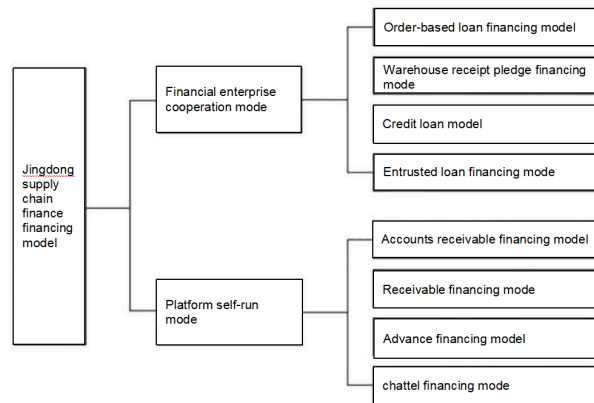 Jingdong
supply
chain
finance
financing
model
Financial enterprise
cooperation mode
Platform self-run
mode
Order-based loan financing model
Warehouse receipt pledge financing
mode
Credit loan model
Entrusted loan financing mode
Accounts receivable financing model
Receivable financing mode
Advance financing model
chattel financing mode